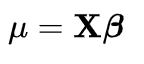 μ = Xβ